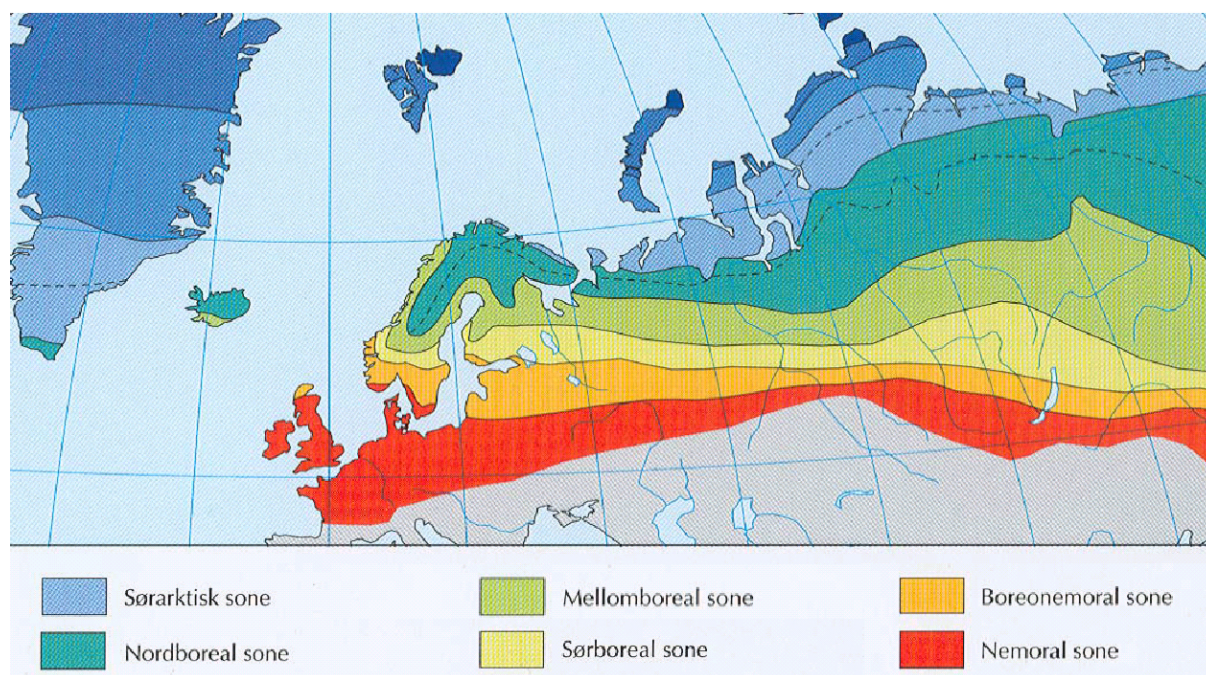 Sørarktisk sone
Mellomboreal sone
Boreonemoral sone
Nordboreal sone
Sørboreal sone
Nemoral sone